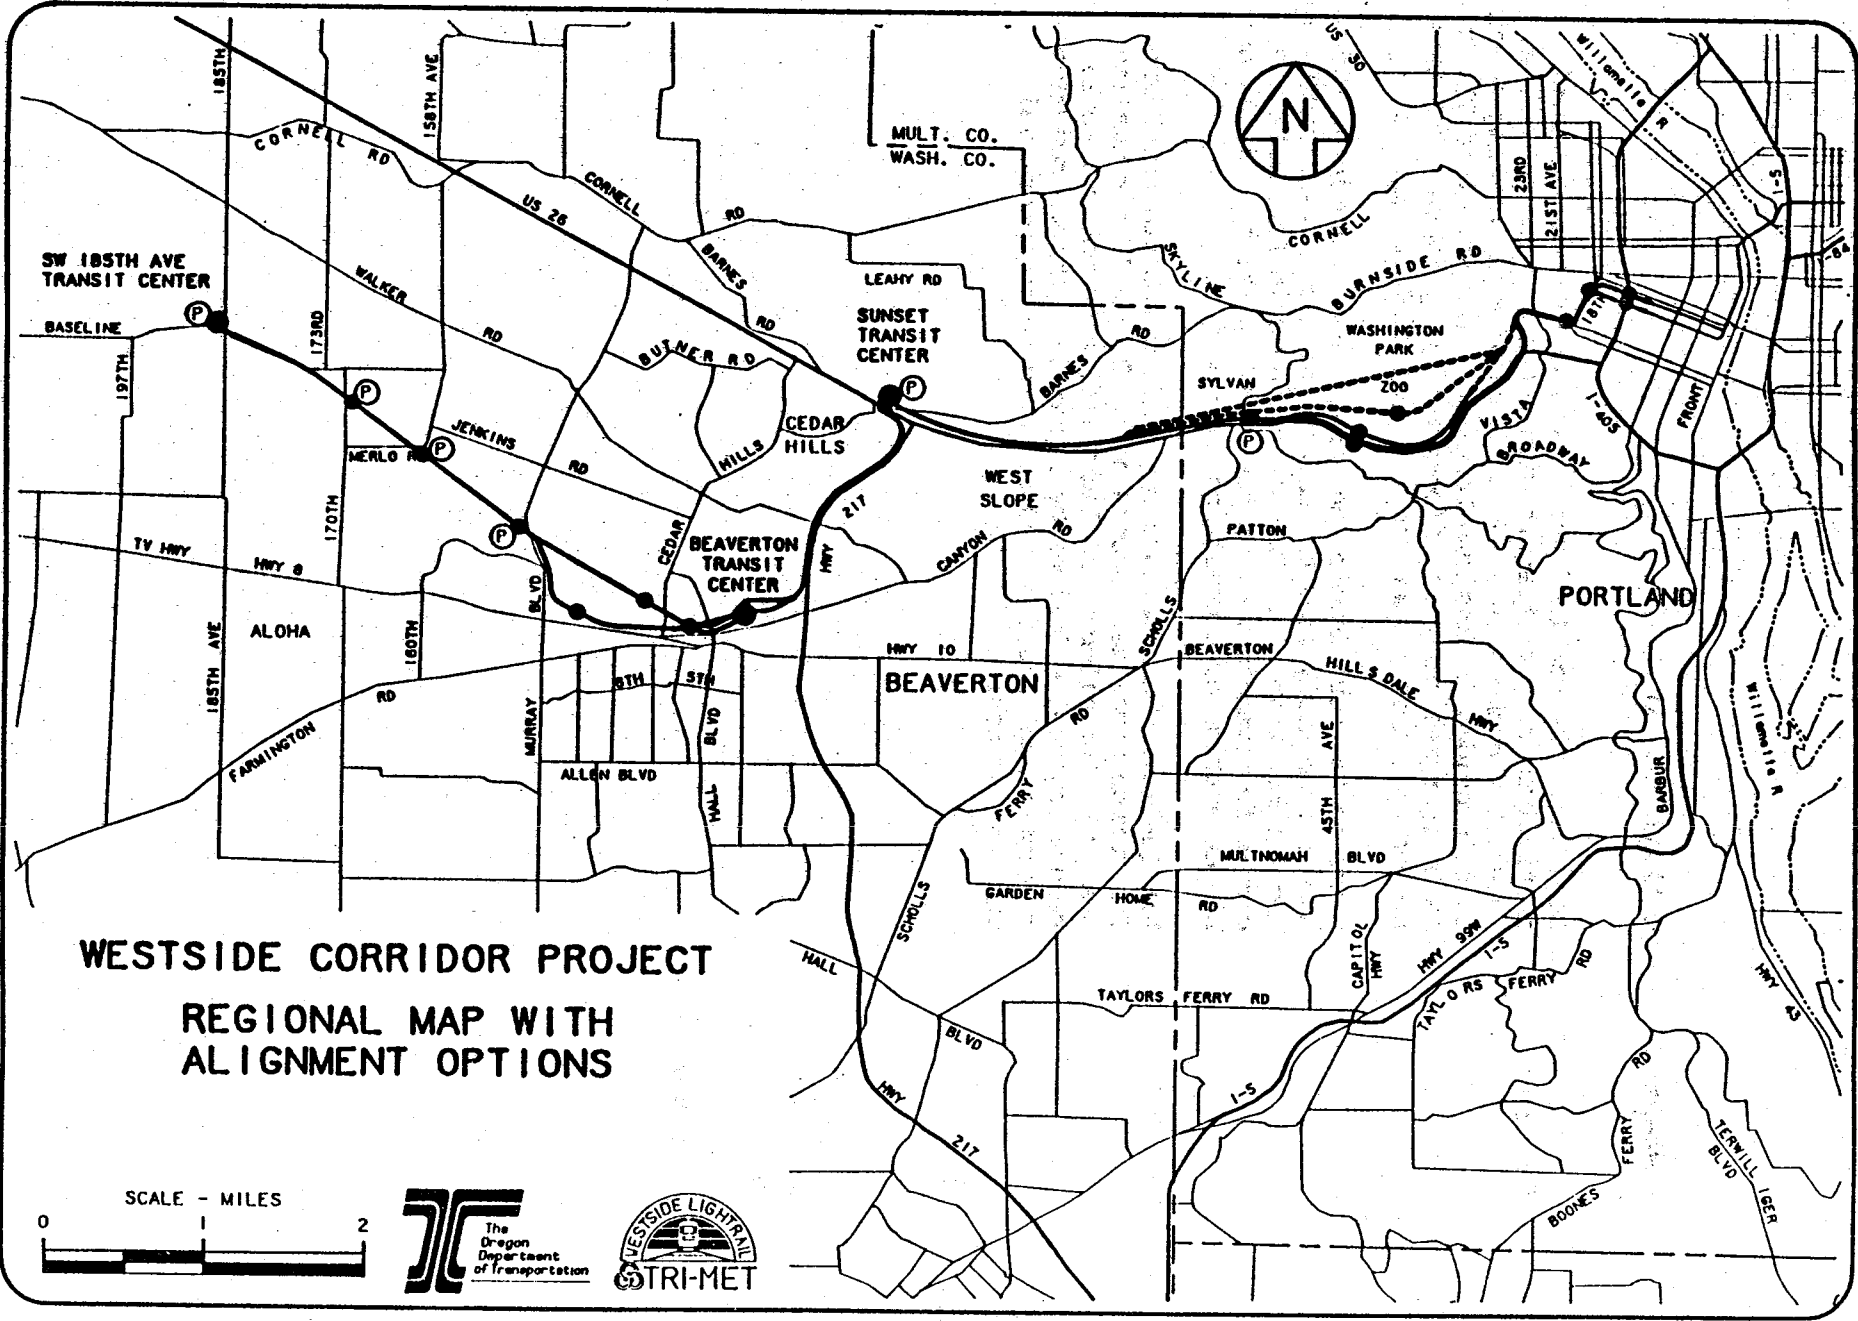 US 30
Willamette R
185TH
158TH AVE
MULT. CO.
WASH. CO.
N
CORNELL RD
CORNELL
RD
US 26
23RD
21ST AVE
I-5
CORNELL
SKYLINE
BURNSIDE RD
I-84
SW 185TH AVE
TRANSIT CENTER
P
BASELINE
WALKER
RD
BARNES
RD
LEAHY RD
SUNSET
TRANSIT
CENTER
P
BARNES
RD
WASHINGTON
PARK
18TH
173RD
197TH
BUTNER RD
SYLVAN
ZOO
P
VISTA
BROADWAY
I-405
FRONT
P
P
JENKINS
RD
MERLO R
CEDAR
HILLS
CEDAR
HILLS
WEST
SLOPE
217
HWY
170TH
P
TV HWY
HWY 8
BEAVERTON
TRANSIT
CENTER
CANYON
RD
PATTON
PORTLAND
185TH AVE
ALOHA
160TH
BLVD
MURRAY
HWY 10
BEAVERTON
SCHOLLS
BEAVERTON
HILLSDALE
HWY
8TH
5TH
RD
FARMINGTON
ALLEN BLVD
BLVD
HALL
RD
FERRY
45TH AVE
BARBUR
Willamette R
MULTNOMAH BLVD
GARDEN HOME RD
SCHOLLS
HALL
BLVD
CAPITOL
HWY
HWY 99W
I-5
TAYLORS FERRY RD
TAYLORS FERRY RD
HWY 43
WESTSIDE CORRIDOR PROJECT
REGIONAL MAP WITH
ALIGNMENT OPTIONS
HWY
217
I-5
RD
FERRY
BOONES
TERWILLIGER
BLVD
SCALE - MILES
0 1 2
The
Oregon
Department
of Transportation
WESTSIDE LIGHTRAIL
TRI-MET